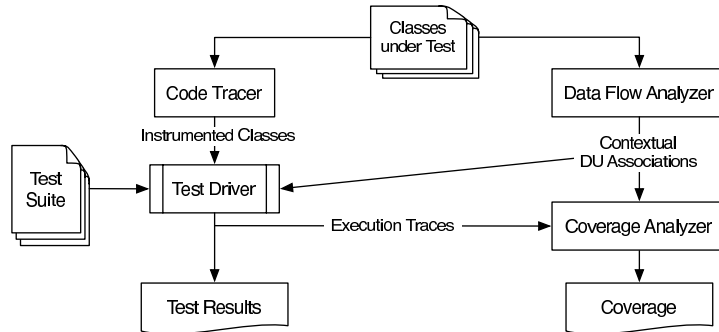 Classes
under Test
Code Tracer
Data Flow Analyzer
Instrumented Classes
Contextual
DU Associations
Test
Suite
Test Driver
Execution Traces
Coverage Analyzer
Test Results
Coverage